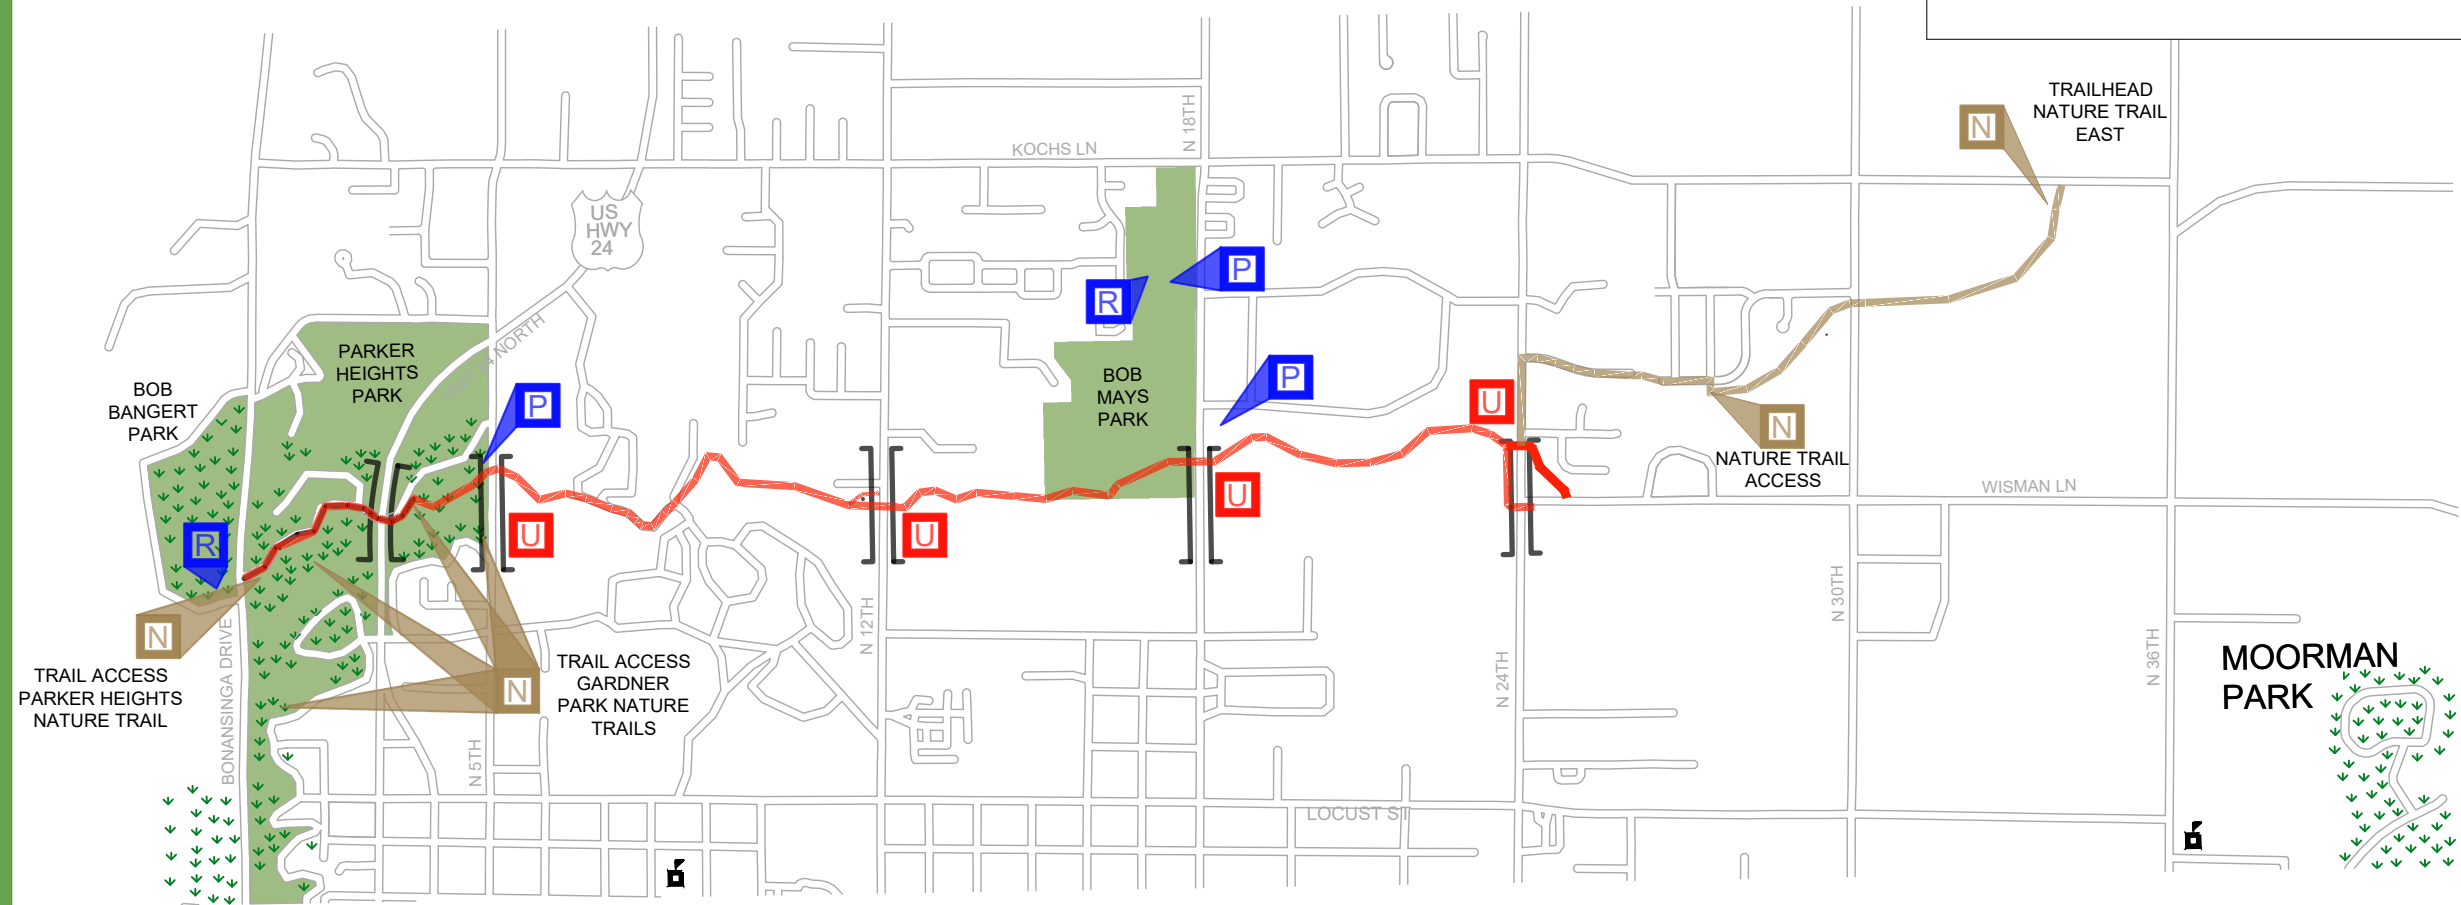 TRAILHEAD
NATURE TRAIL
EAST
N
N 18TH
KOCHS LN
US
HWY
24
P
R
PARKER
HEIGHTS
PARK
BOB
BANGERT
PARK
P
BOB
MAYS
PARK
P
U
N
NATURE TRAIL
ACCESS
WISMAN LN
U
U
U
R
N
TRAIL ACCESS
PARKER HEIGHTS
NATURE TRAIL
BONANSINGA DRIVE
N
TRAIL ACCESS
GARDNER
PARK NATURE
TRAILS
N 5TH
N 12TH
N 24TH
N 30TH
N 36TH
MOORMAN
PARK
LOCUST ST